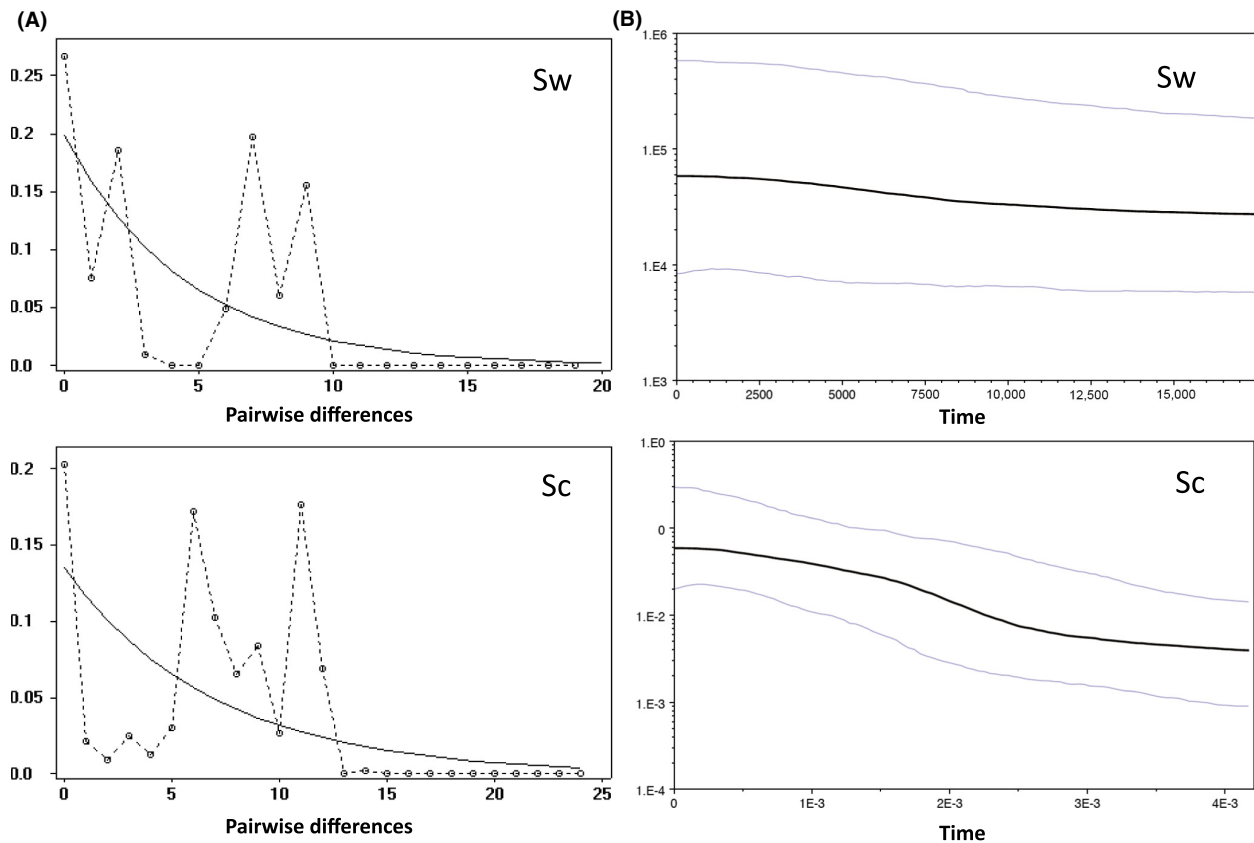 (A)
Sw
0.25
0.2
0.15
0.1
0.05
0.0
0 5 10 15 20
Pairwise differences
(B)
Sw
1.E6
1.E5
1.E4
1.E3
0 2500 5000 7500 10,000 12,500 15,000
Time
Sc
0.2
0.15
0.1
0.05
0.0
0 5 10 15 20 25
Pairwise differences
Sc
1.E0
0
1.E-2
1.E-3
1.E-4
0 1E-3 2E-3 3E-3 4E-3
Time